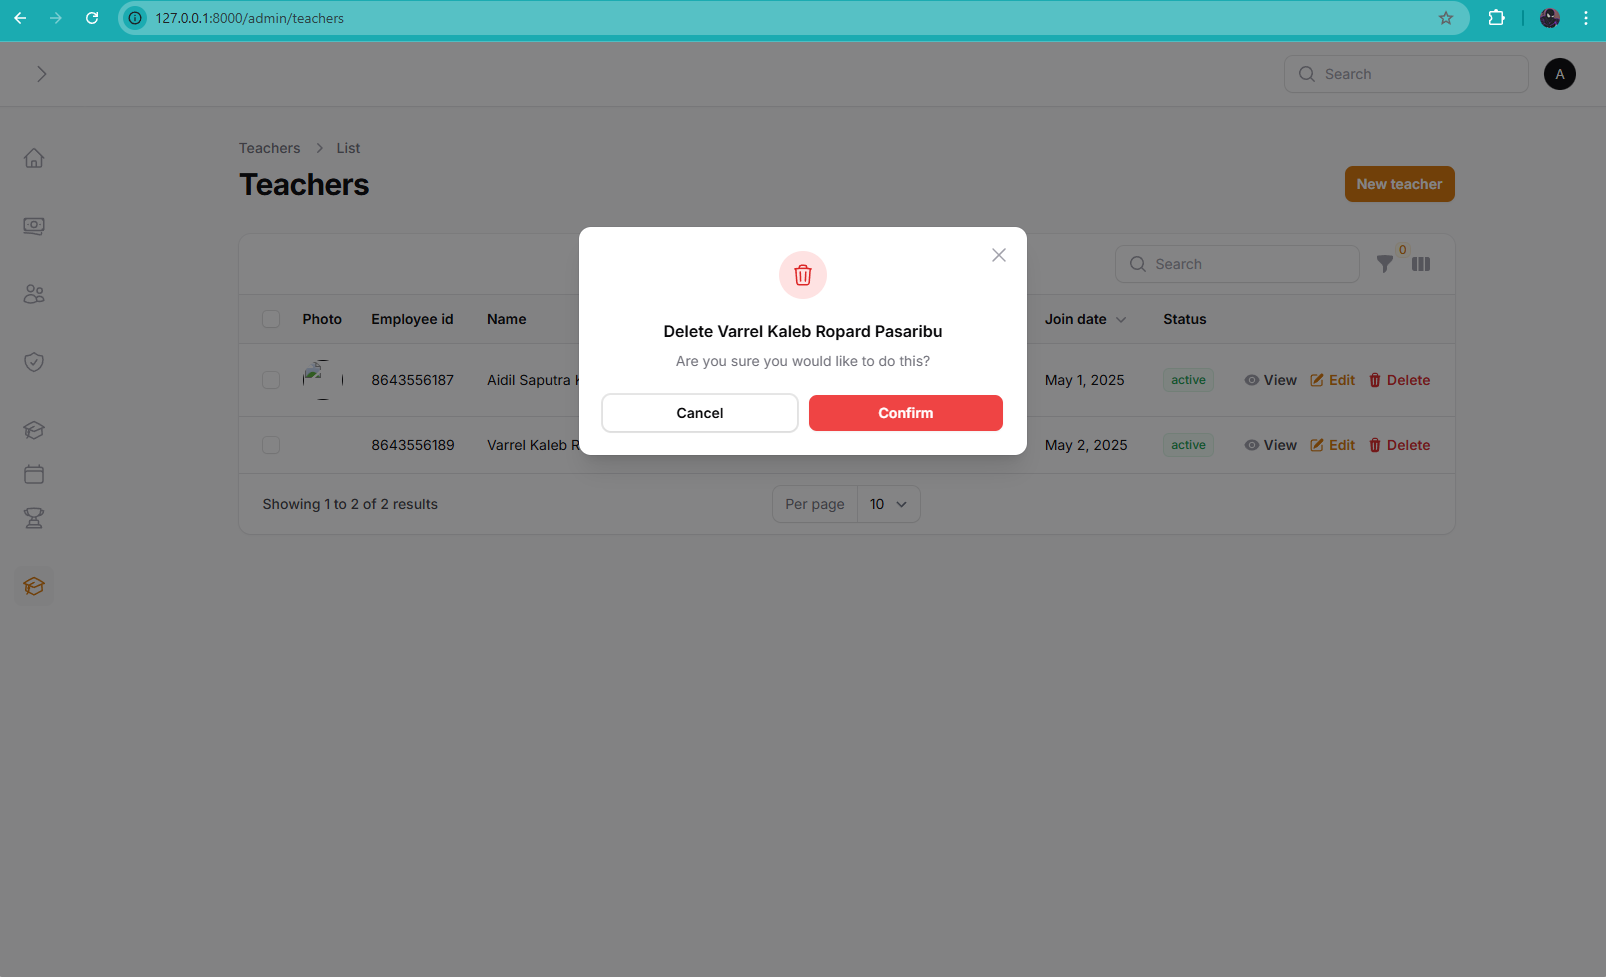 127.0.0.1:8000/admin/teachers
Search
A
Teachers > List
Teachers
New teacher
Search
0
Photo Employee id Name Join date Status
8643556187 Aidil Saputra May 1, 2025 active View Edit Delete
8643556189 Varrel Kaleb May 2, 2025 active View Edit Delete
Showing 1 to 2 of 2 results
Per page 10
Delete Varrel Kaleb Ropard Pasaribu
Are you sure you would like to do this?
Cancel
Confirm